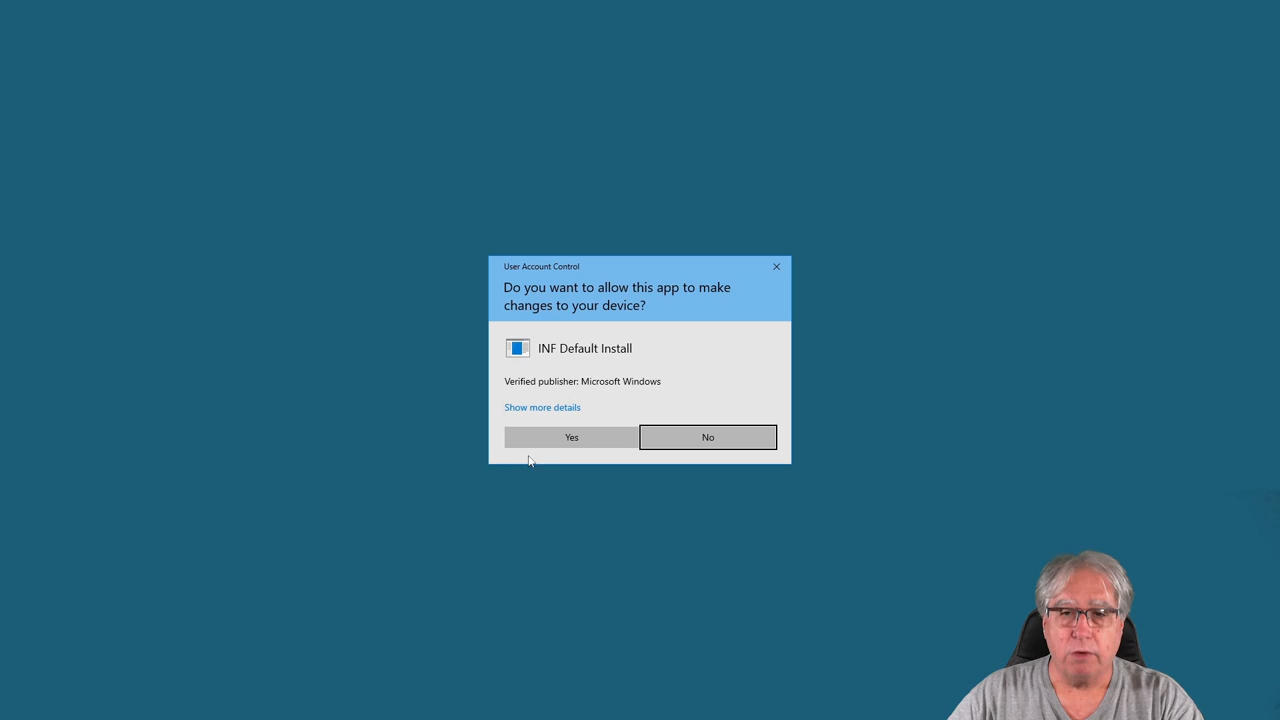 User Account Control
Do you want to allow this app to make
changes to your device?
INF Default Install
Verified publisher: Microsoft Windows
Show more details
Yes
No